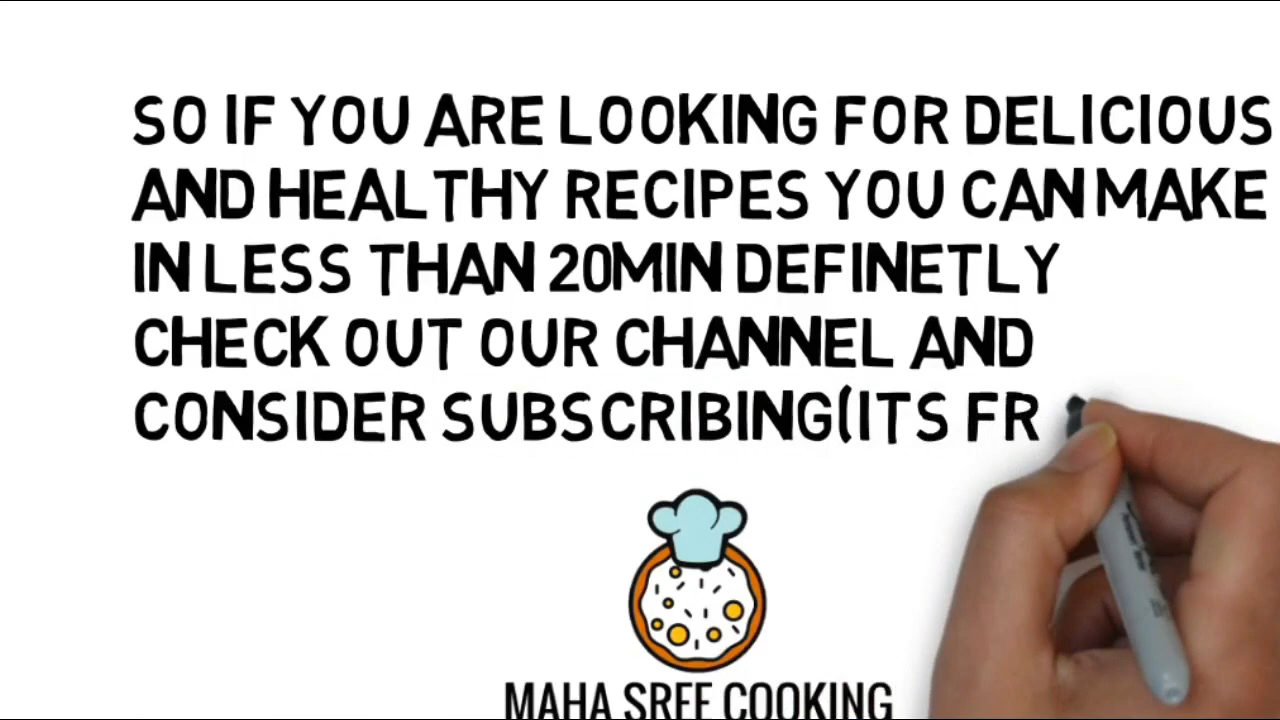 SO IF YOU ARE LOOKING FOR DELICIOUS
AND HEALTHY RECIPES YOU CAN MAKE
IN LESS THAN 20MIN DEFINETLY
CHECK OUT OUR CHANNEL AND
CONSIDER SUBSCRIBING(ITS FR
MAHA SREE COOKING